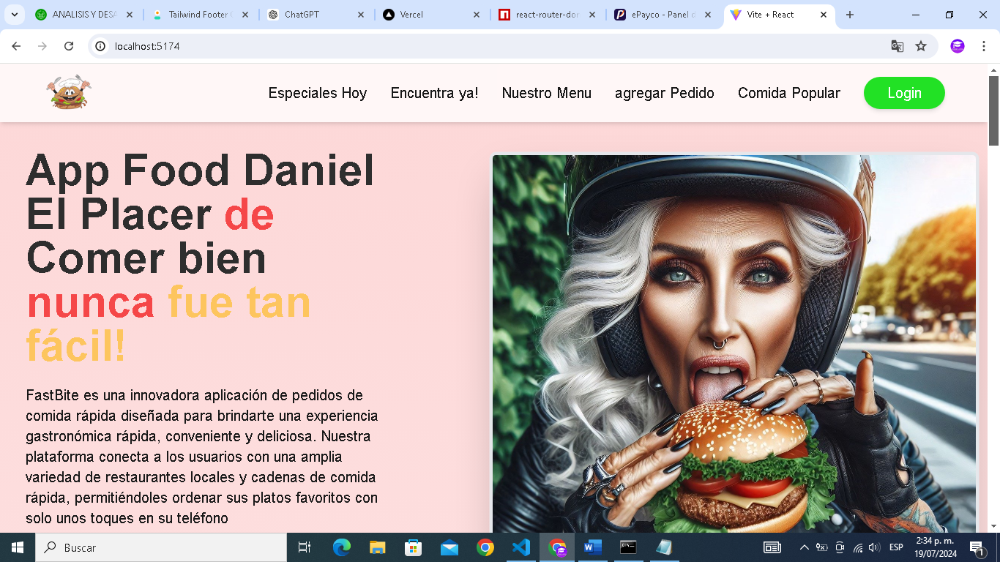 ANALISIS Y DESA
Tailwind Footer
ChatGPT
Vercel
react-router-dom
ePayco - Panel d
Vite + React
localhost:5174
Especiales Hoy
Encuentra ya!
Nuestro Menu
agregar Pedido
Comida Popular
Login
App Food Daniel
El Placer de
Comer bien
nunca fue tan
fácil!
FastBite es una innovadora aplicación de pedidos de
comida rápida diseñada para brindarte una experiencia
gastronómica rápida, conveniente y deliciosa. Nuestra
plataforma conecta a los usuarios con una amplia
variedad de restaurantes locales y cadenas de comida
rápida, permitiéndoles ordenar sus platos favoritos con
solo unos toques en su teléfono
Buscar
ESP
2:34 p. m.
19/07/2024
1